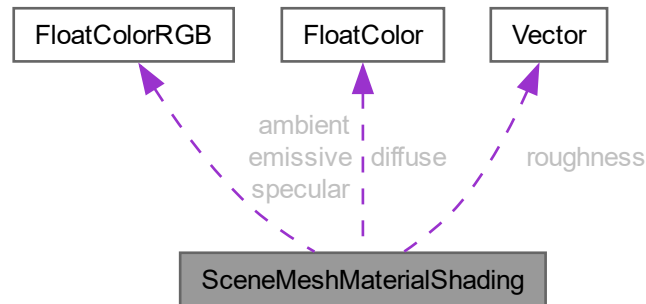 FloatColorRGB
FloatColor
Vector
ambient
emissive
specular
diffuse
roughness
SceneMeshMaterialShading